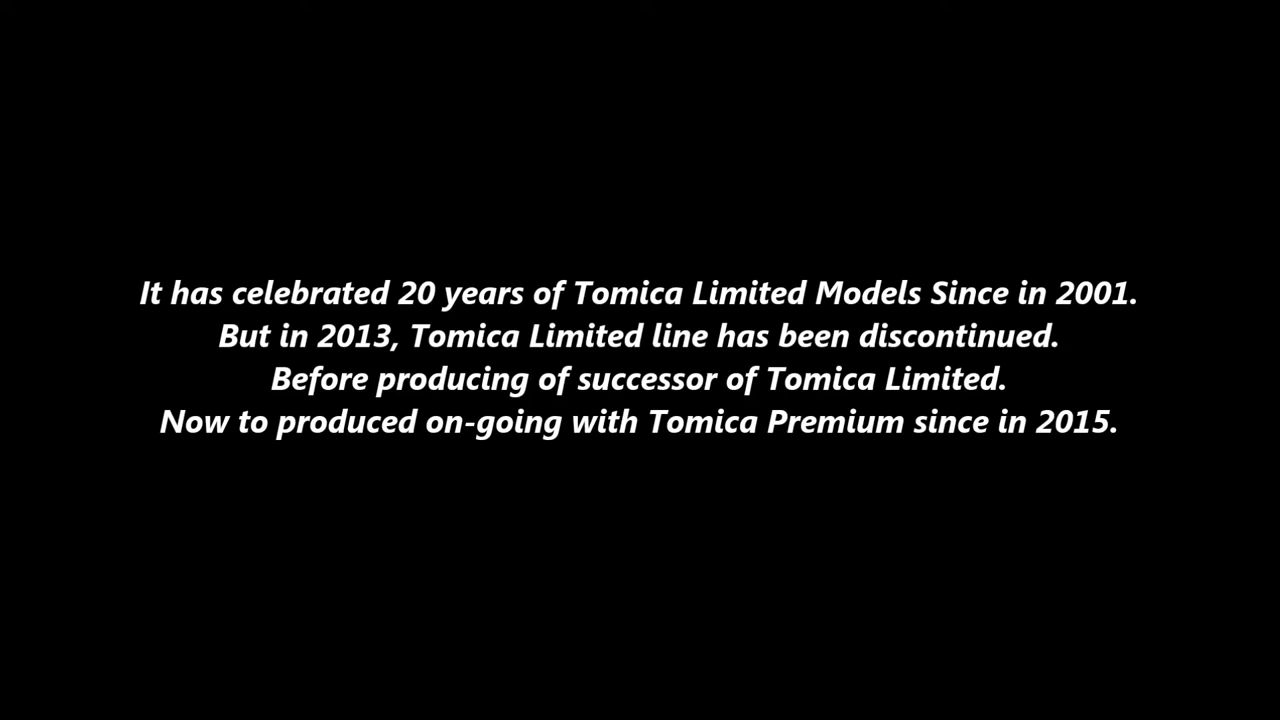 It has celebrated 20 years of Tomica Limited Models Since in 2001.
But in 2013, Tomica Limited line has been discontinued.
Before producing of successor of Tomica Limited.
Now to produced on-going with Tomica Premium since in 2015.